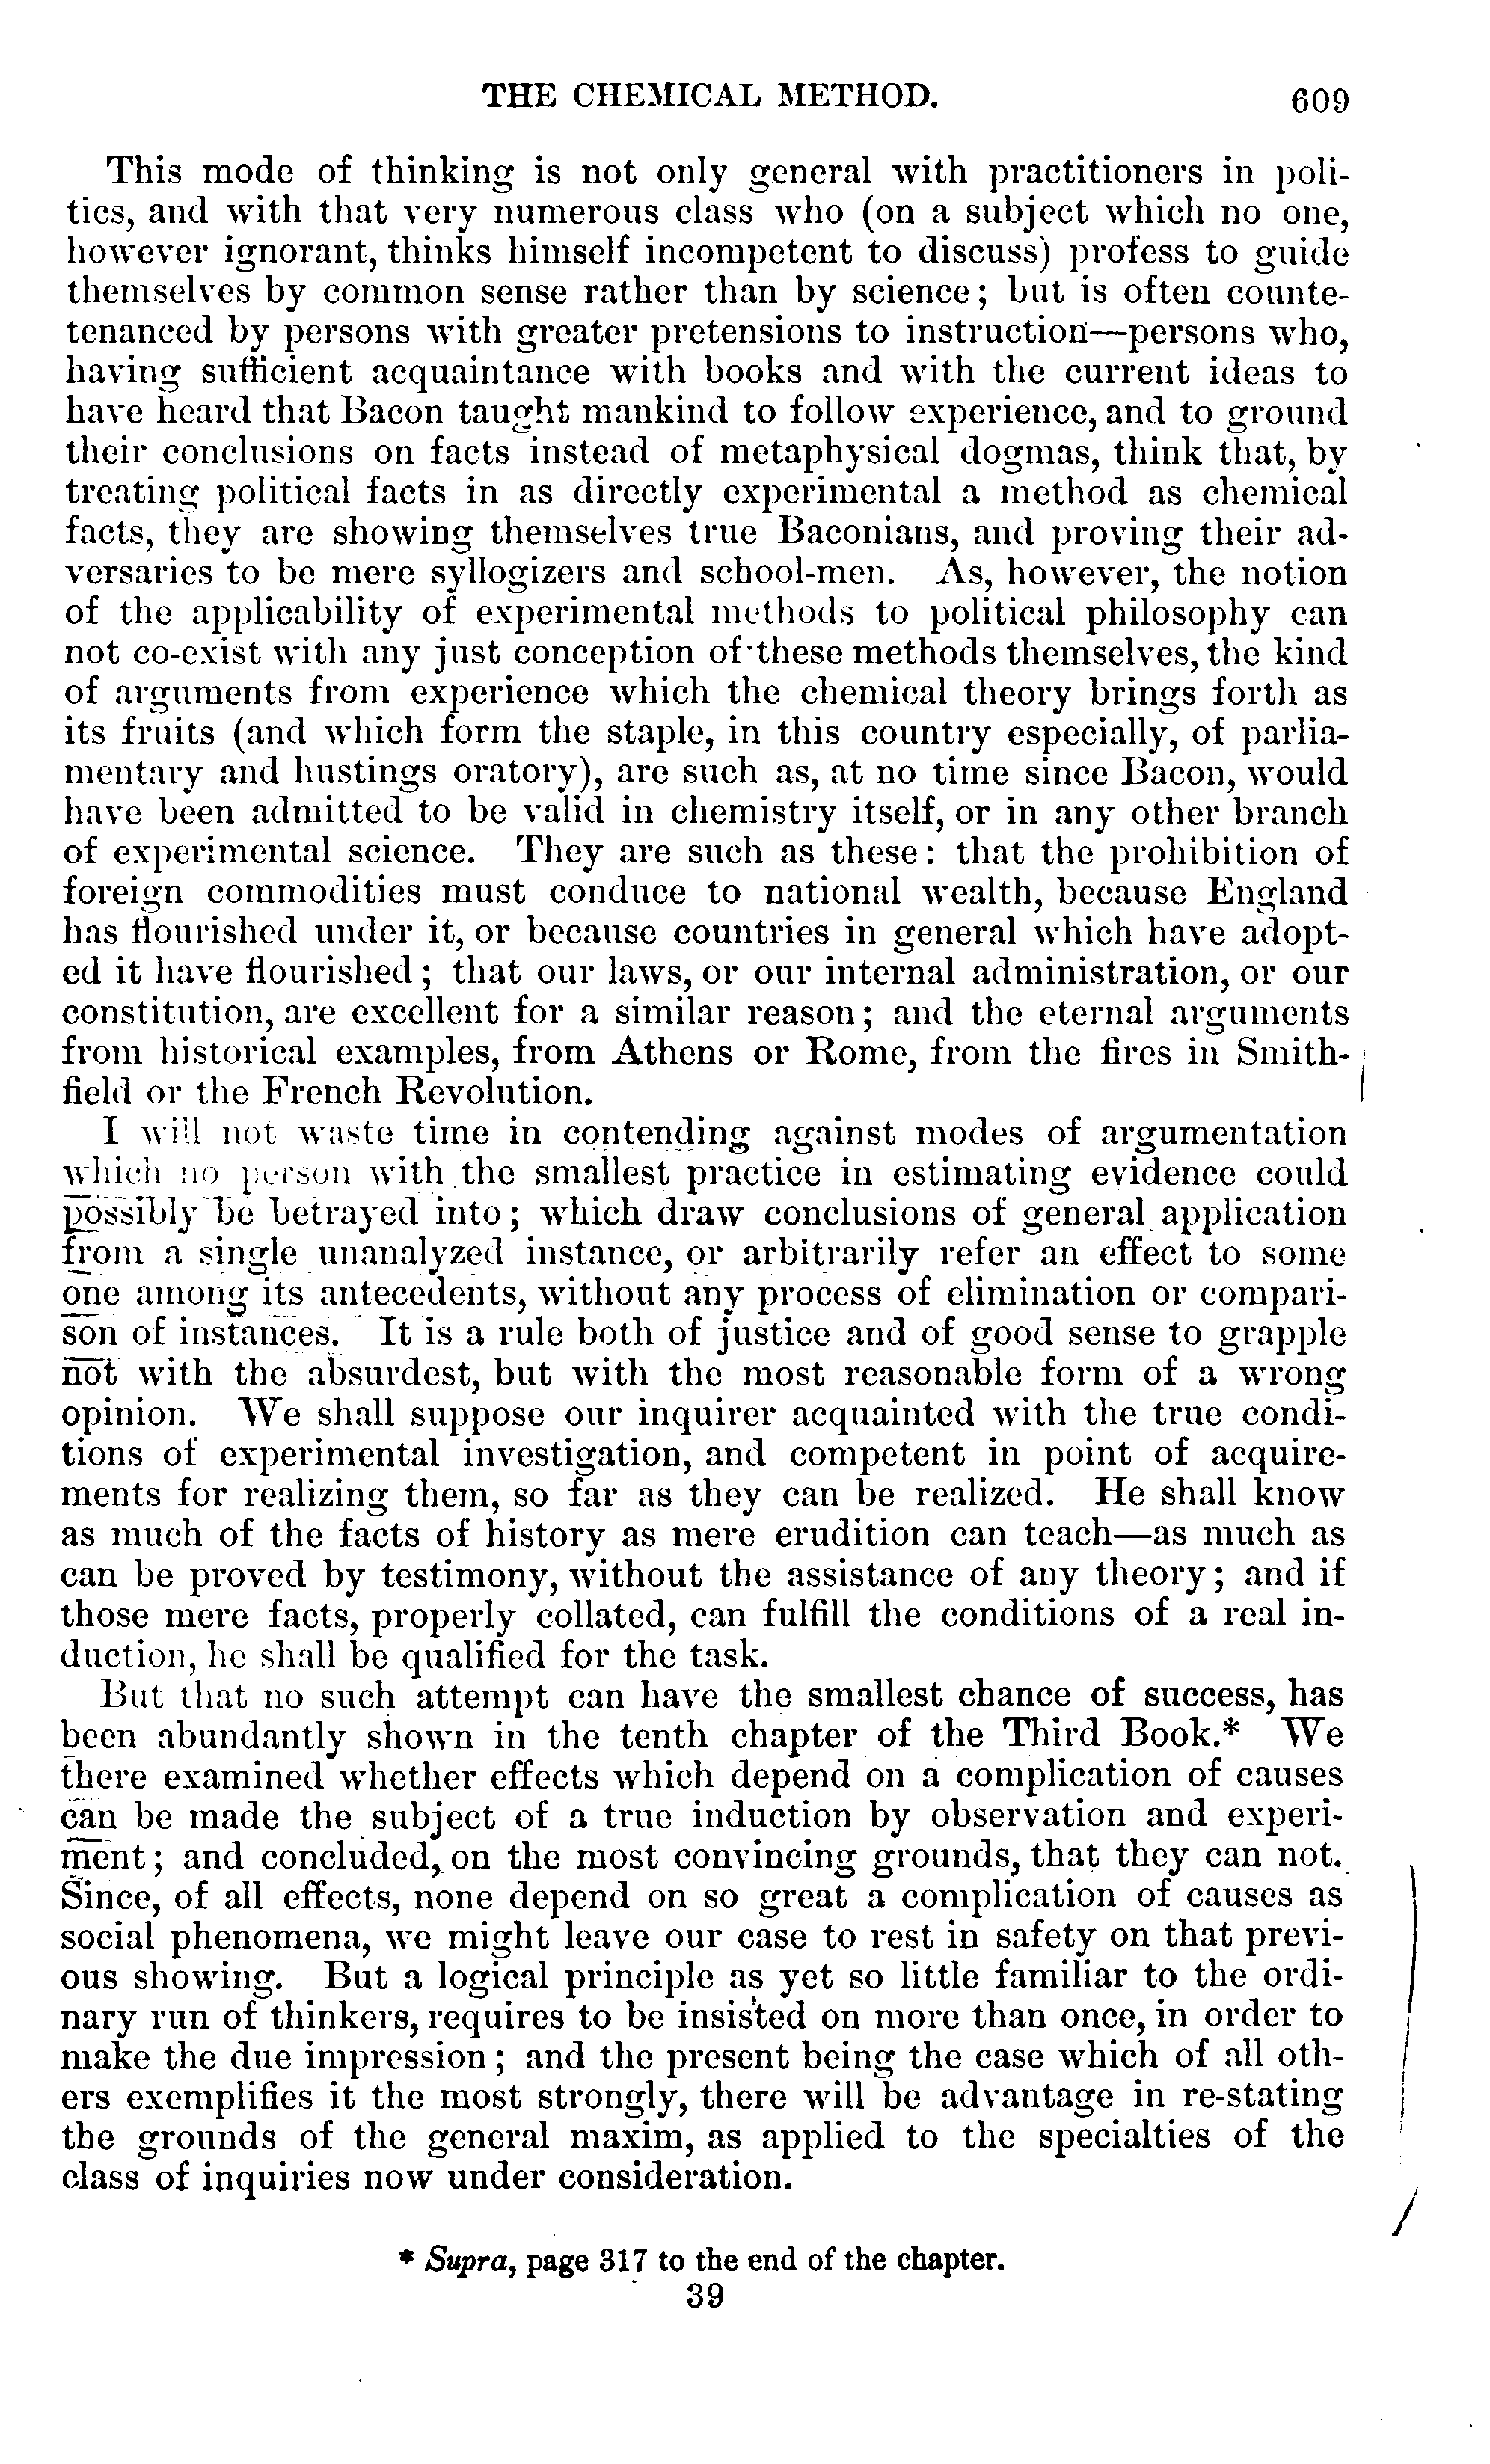 THE CHEMICAL METHOD. 609
This mode of thinking is not only general with practitioners in poli-
tics, and with that very numerous class who (on a subject which no one,
however ignorant, thinks himself incompetent to discuss) profess to guide
themselves by common sense rather than by science; but is often counte-
tenanced by persons with greater pretensions to instruction—persons who,
having sufficient acquaintance with books and with the current ideas to
have heard that Bacon taught mankind to follow experience, and to ground
their conclusions on facts instead of metaphysical dogmas, think that, by
treating political facts in as directly experimental a method as chemical
facts, they are showing themselves true Baconians, and proving their ad-
versaries to be mere syllogizers and school-men. As, however, the notion
of the applicability of experimental methods to political philosophy can
not co-exist with any just conception of these methods themselves, the kind
of arguments from experience which the chemical theory brings forth as
its fruits (and which form the staple, in this country especially, of parlia-
mentary and hustings oratory), are such as, at no time since Bacon, would
have been admitted to be valid in chemistry itself, or in any other branch
of experimental science. They are such as these: that the prohibition of
foreign commodities must conduce to national wealth, because England
has flourished under it, or because countries in general which have adopt-
ed it have flourished; that our laws, or our internal administration, or our
constitution, are excellent for a similar reason; and the eternal arguments
from historical examples, from Athens or Rome, from the fires in Smith-
field or the French Revolution.
I will not waste time in contending against modes of argumentation
which no person with the smallest practice in estimating evidence could
possibly be betrayed into; which draw conclusions of general application
from a single unanalyzed instance, or arbitrarily refer an effect to some
one among its antecedents, without any process of elimination or compari-
son of instances. It is a rule both of justice and of good sense to grapple
not with the absurdest, but with the most reasonable form of a wrong
opinion. We shall suppose our inquirer acquainted with the true condi-
tions of experimental investigation, and competent in point of acquire-
ments for realizing them, so far as they can be realized. He shall know
as much of the facts of history as mere erudition can teach—as much as
can be proved by testimony, without the assistance of any theory; and if
those mere facts, properly collated, can fulfill the conditions of a real in-
duction, he shall be qualified for the task.
But that no such attempt can have the smallest chance of success, has
been abundantly shown in the tenth chapter of the Third Book.* We
there examined whether effects which depend on a complication of causes
can be made the subject of a true induction by observation and experi-
ment; and concluded, on the most convincing grounds, that they can not.
Since, of all effects, none depend on so great a complication of causes as
social phenomena, we might leave our case to rest in safety on that previ-
ous showing. But a logical principle as yet so little familiar to the ordi-
nary run of thinkers, requires to be insisted on more than once, in order to
make the due impression; and the present being the case which of all oth-
ers exemplifies it the most strongly, there will be advantage in re-stating
the grounds of the general maxim, as applied to the specialties of the
class of inquiries now under consideration.
* Supra, page 317 to the end of the chapter.
39